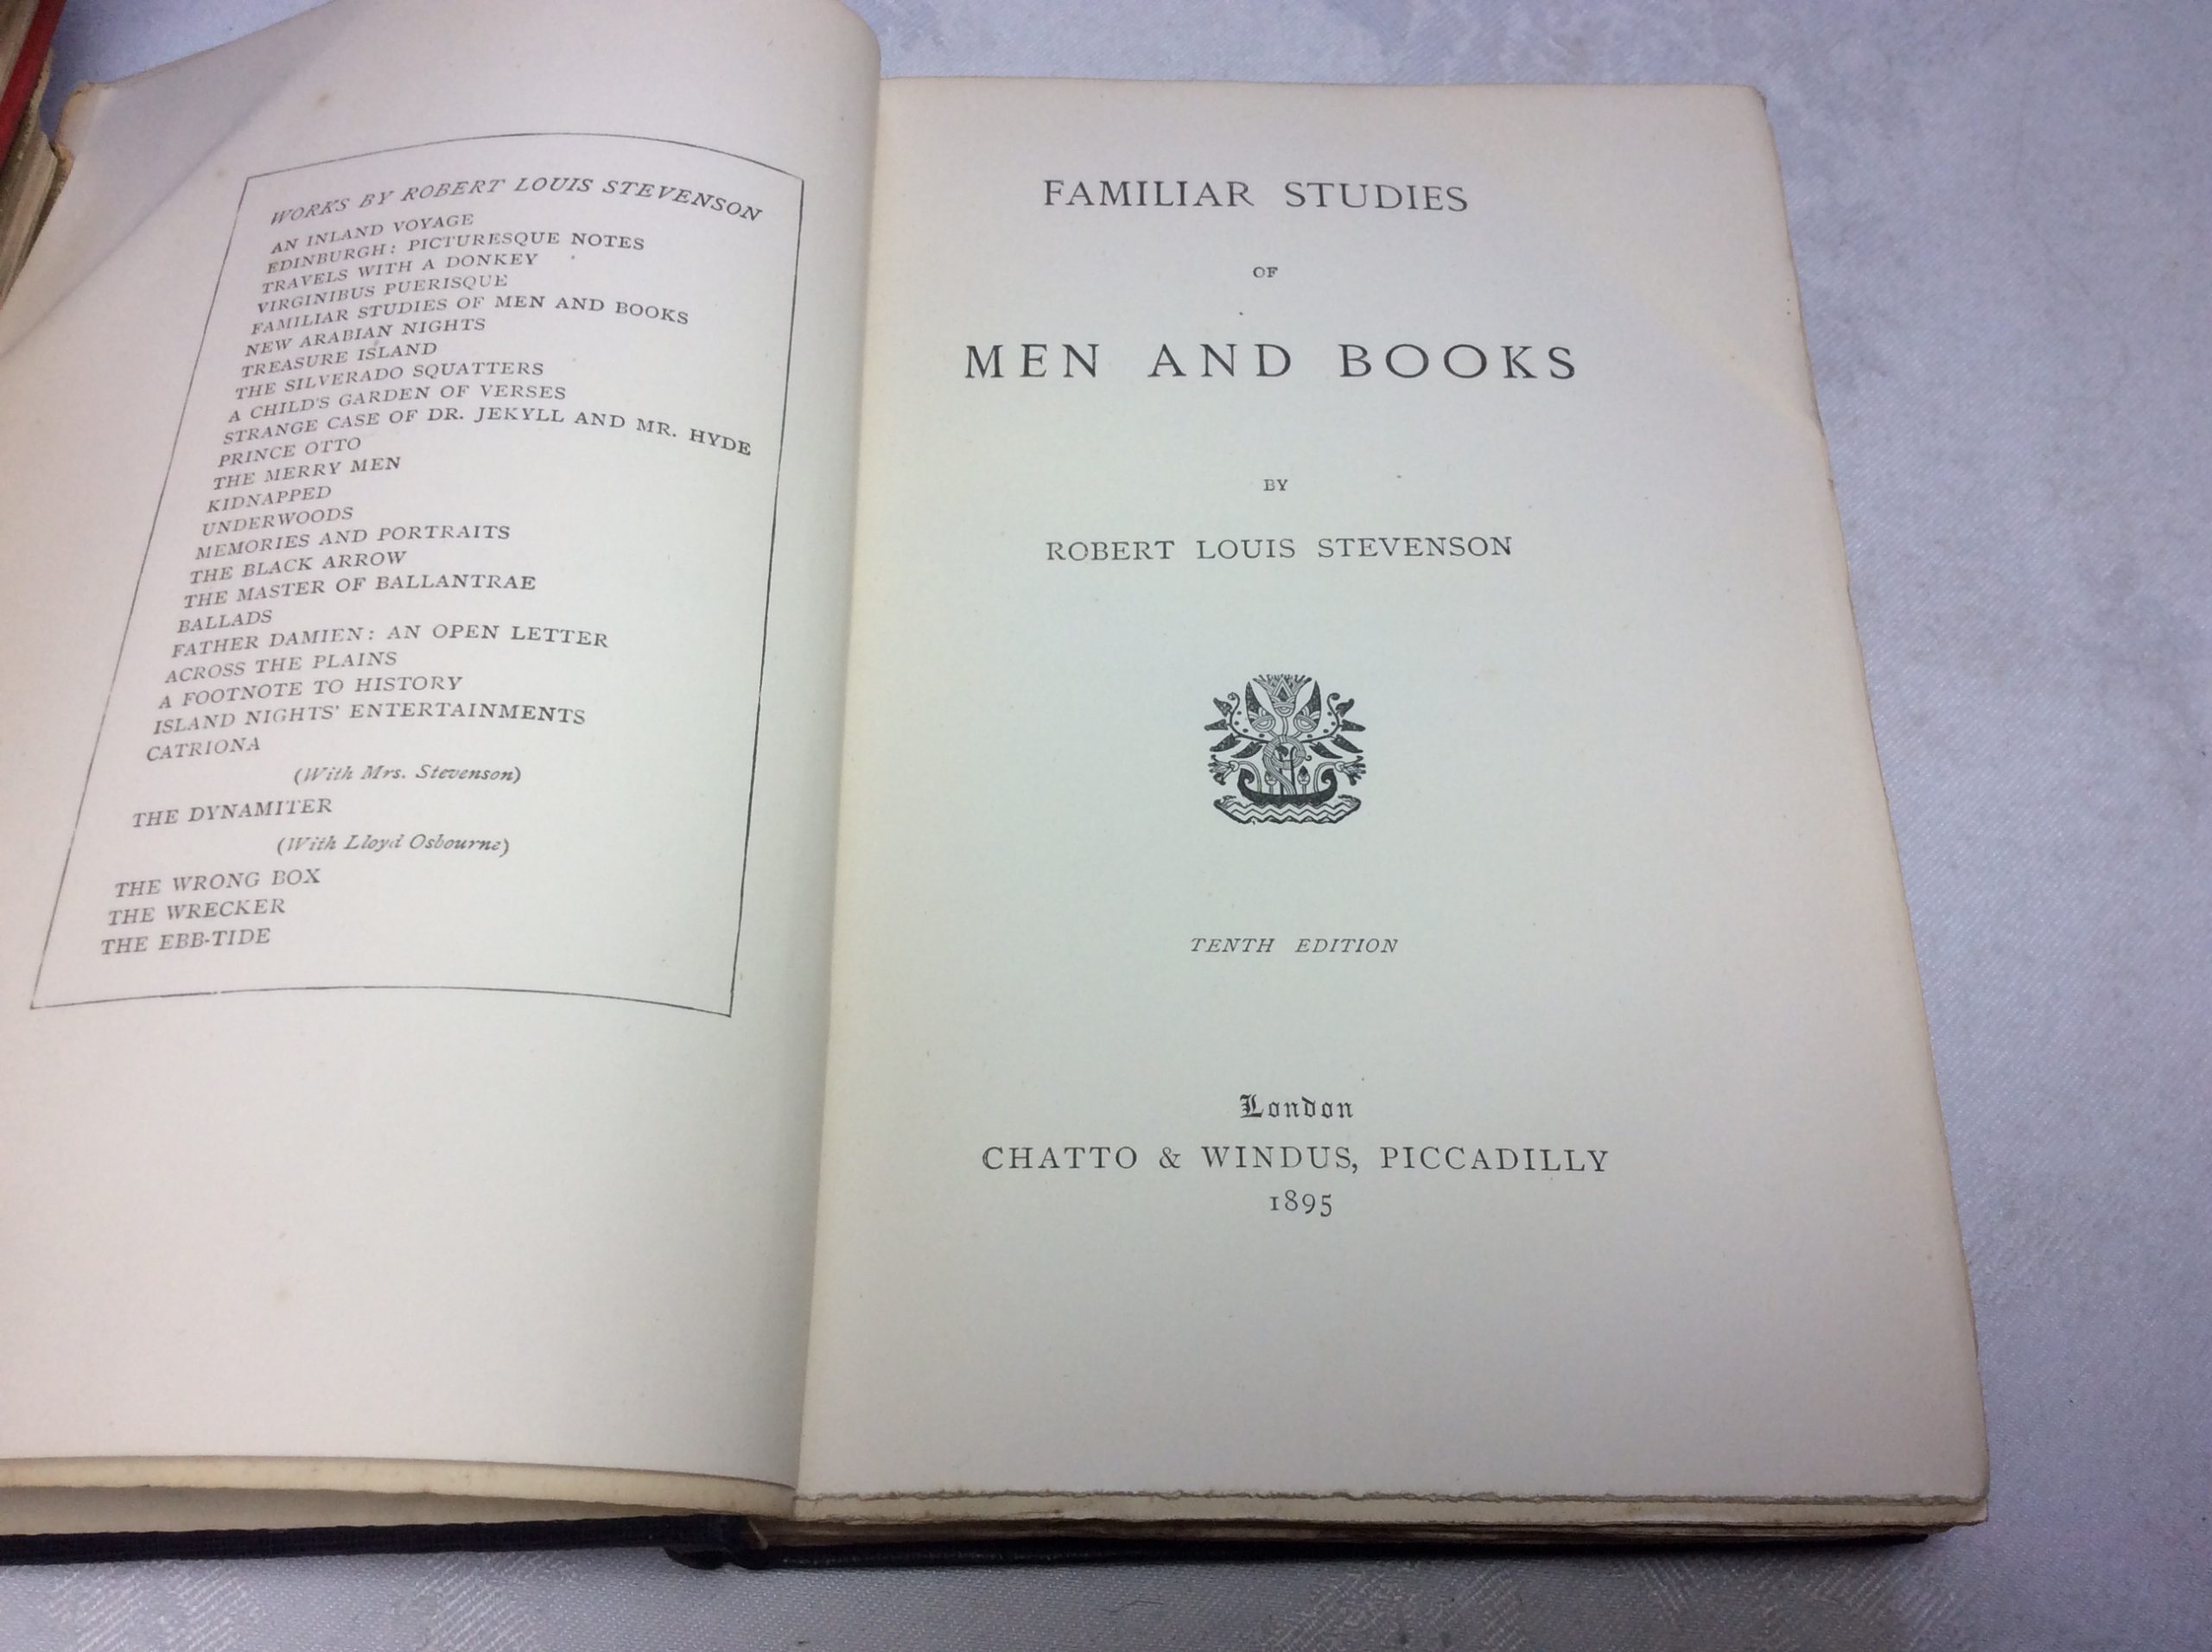 WORKS BY ROBERT LOUIS STEVENSON
AN INLAND VOYAGE
EDINBURGH: PICTURESQUE NOTES
TRAVELS WITH A DONKEY
VIRGINIBUS PUERISQUE
FAMILIAR STUDIES OF MEN AND BOOKS
NEW ARABIAN NIGHTS
TREASURE ISLAND
THE SILVERADO SQUATTERS
A CHILD'S GARDEN OF VERSES
STRANGE CASE OF DR. JEKYLL AND MR. HYDE
PRINCE OTTO
THE MERRY MEN
KIDNAPPED
UNDERWOODS
MEMORIES AND PORTRAITS
THE BLACK ARROW
THE MASTER OF BALLANTRAE
BALLADS
FATHER DAMIEN: AN OPEN LETTER
ACROSS THE PLAINS
A FOOTNOTE TO HISTORY
ISLAND NIGHTS' ENTERTAINMENTS
CATRIONA
(With Mrs. Stevenson)
THE DYNAMITER
(With Lloyd Osbourne)
THE WRONG BOX
THE WRECKER
THE EBB-TIDE
FAMILIAR STUDIES
OF
MEN AND BOOKS
BY
ROBERT LOUIS STEVENSON
TENTH EDITION
London
CHATTO & WINDUS, PICCADILLY
1895